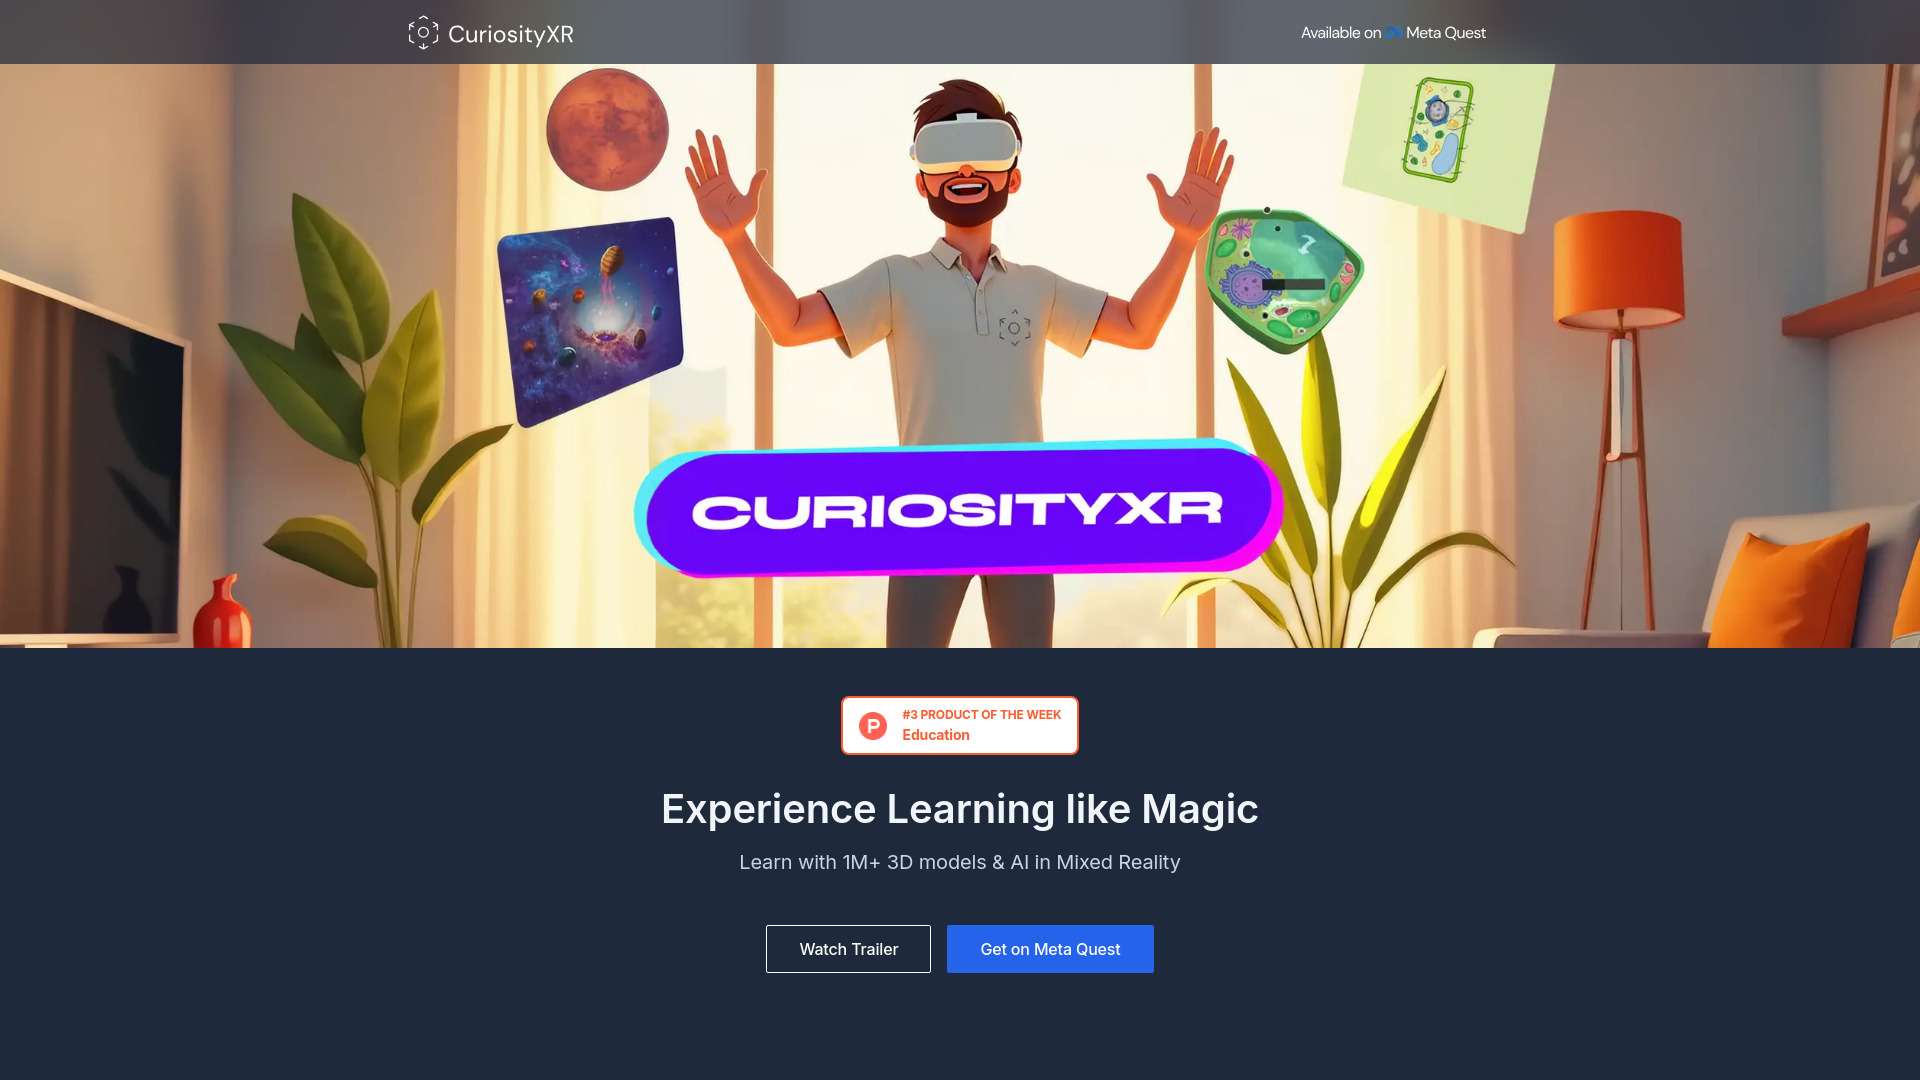 CuriosityXR
Available on Meta Quest
CURIOSITYXR
P
#3 PRODUCT OF THE WEEK
Education
Experience Learning like Magic
Learn with 1M+ 3D models & AI in Mixed Reality
Watch Trailer
Get on Meta Quest